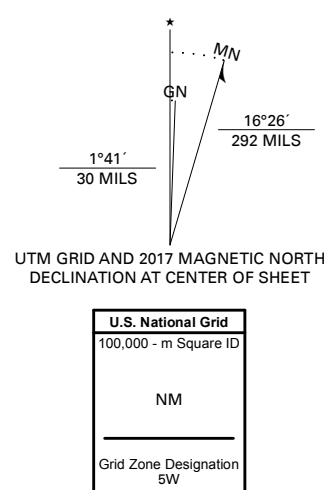 MN
GN
16°26´
292 MILS
1°41´
30 MILS
UTM GRID AND 2017 MAGNETIC NORTH
DECLINATION AT CENTER OF SHEET
U.S. National Grid
100,000 - m Square ID
NM
Grid Zone Designation
5W